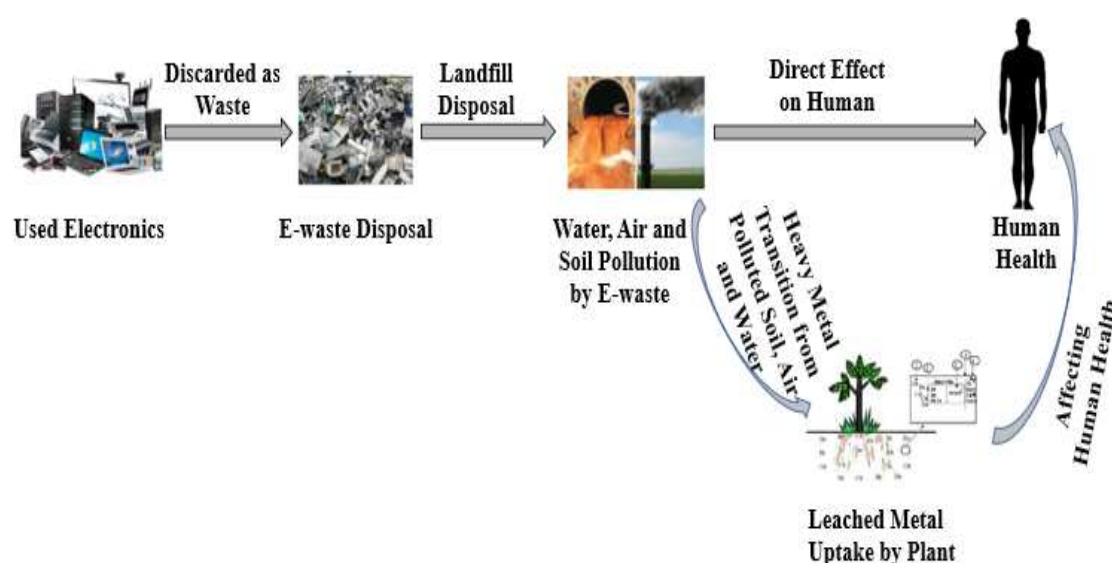 Discarded as
Waste
Landfill
Disposal
Direct Effect
on Human
Used Electronics
E-waste Disposal
Water, Air and
Soil Pollution
by E-waste
Human
Health
Heavy Metal
Transition from
Polluted Soil, Air
and Water
Affecting
Human Health
Leached Metal
Uptake by Plant